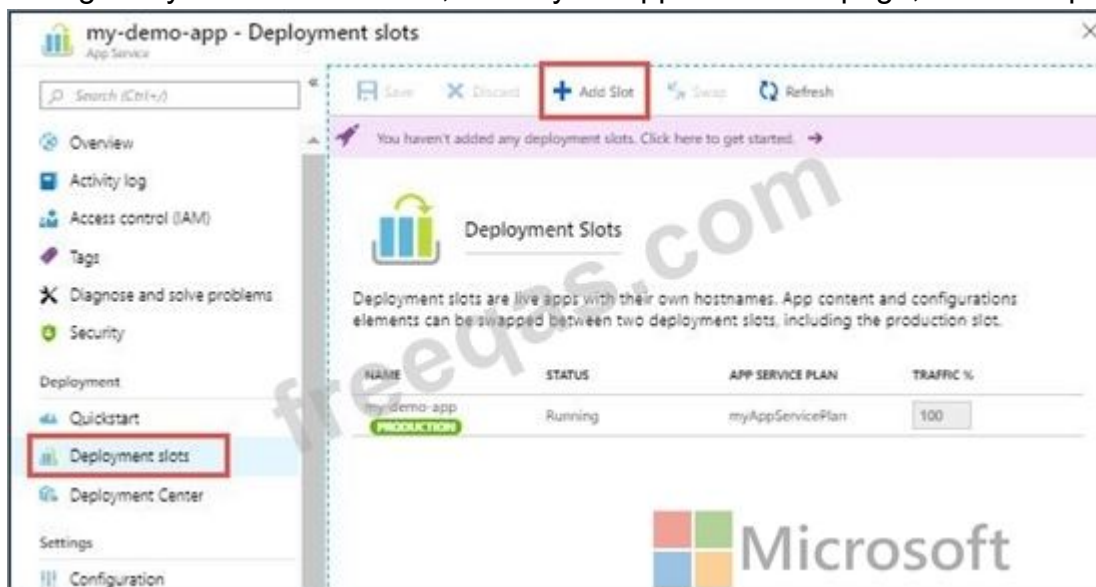 my-demo-app - Deployment slots
App Service
Search (Ctrl+/)
Save Discard Add Slot Swap Refresh
You haven't added any deployment slots. Click here to get started.
Overview
Activity log
Access control (IAM)
Tags
Diagnose and solve problems
Security
Deployment
Quickstart
Deployment slots
Deployment Center
Settings
Configuration
Deployment Slots
Deployment slots are live apps with their own hostnames. App content and configurations
elements can be swapped between two deployment slots, including the production slot.
NAME STATUS APP SERVICE PLAN TRAFFIC %
my-demo-app Running myAppServicePlan 100
PRODUCTION
freeqas.com
Microsoft